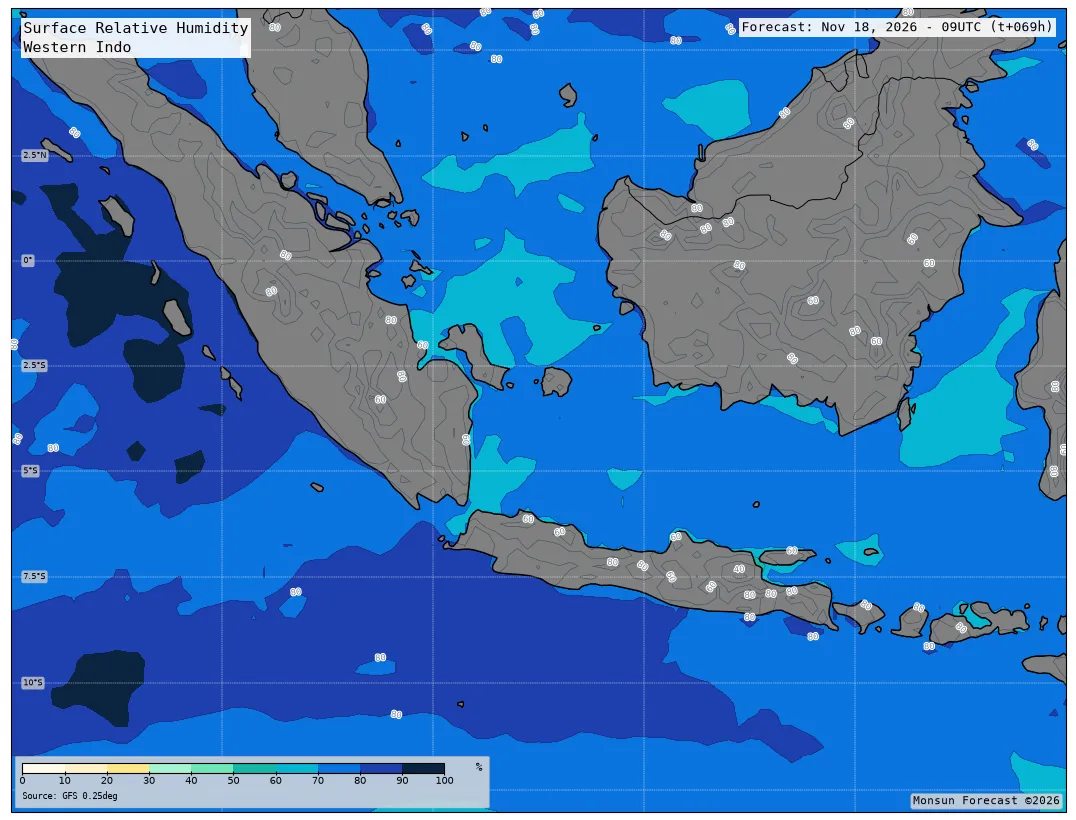 Surface Relative Humidity
Western Indo
Forecast: Nov 18, 2026 - 09UTC (t+069h)
2.5°N
0°
2.5°S
5°S
7.5°S
10°S
0 10 20 30 40 50 60 70 80 90 100 %
Source: GFS 0.25deg
Monsun Forecast ©2026